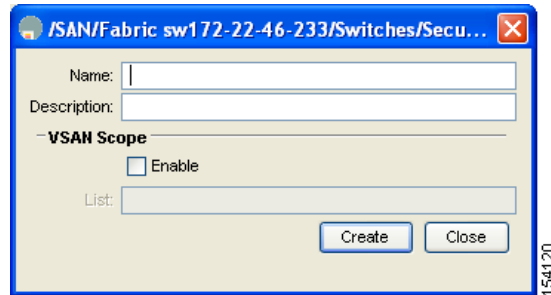 /SAN/Fabric sw172-22-46-233/Switches/Secu...
Name:
Description:
VSAN Scope
Enable
List:
Create Close
154120